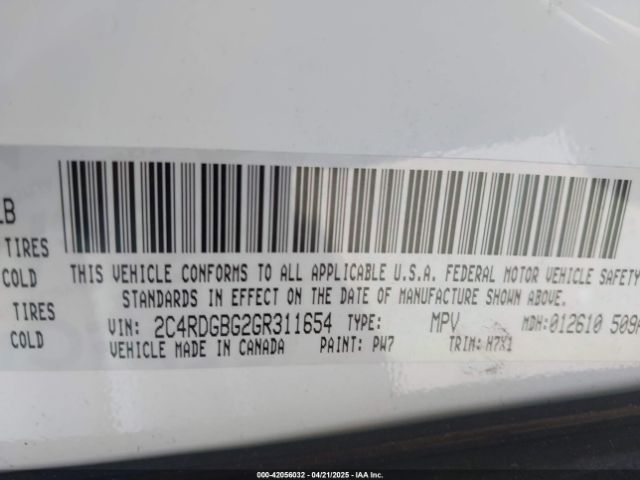 LB
TIRES
COLD
TIRES
COLD
THIS VEHICLE CONFORMS TO ALL APPLICABLE U.S.A. FEDERAL MOTOR VEHICLE SAFETY
STANDARDS IN EFFECT ON THE DATE OF MANUFACTURE SHOWN ABOVE.
VIN: 2C4RDGBG2GR311654 TYPE: MPV MDH:012610 509A
VEHICLE MADE IN CANADA PAINT: PW7 TRIM: H7X1
000-42056032 - 04/21/2025 - IAA Inc.